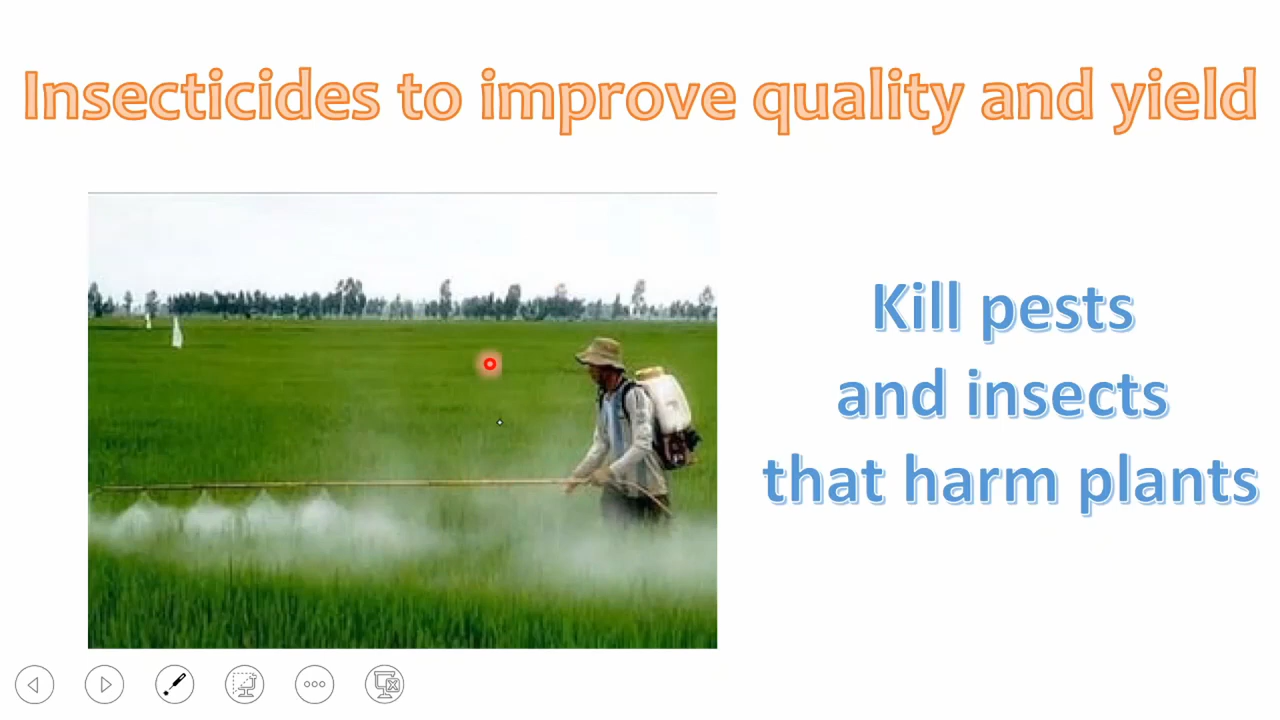 Insecticides to improve quality and yield
Kill pests
and insects
that harm plants